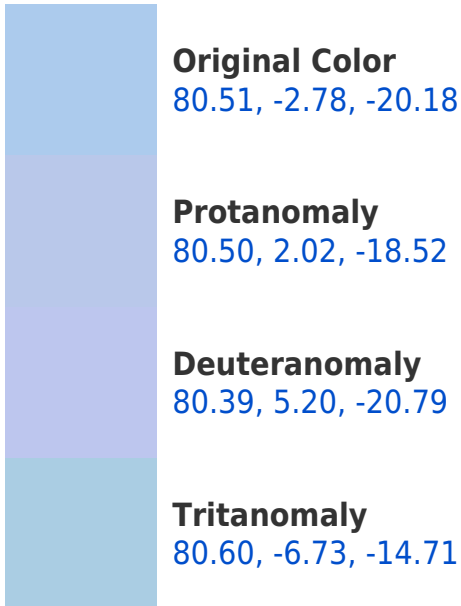 Original Color
80.51, -2.78, -20.18
Protanomaly
80.50, 2.02, -18.52
Deuteranomaly
80.39, 5.20, -20.79
Tritanomaly
80.60, -6.73, -14.71